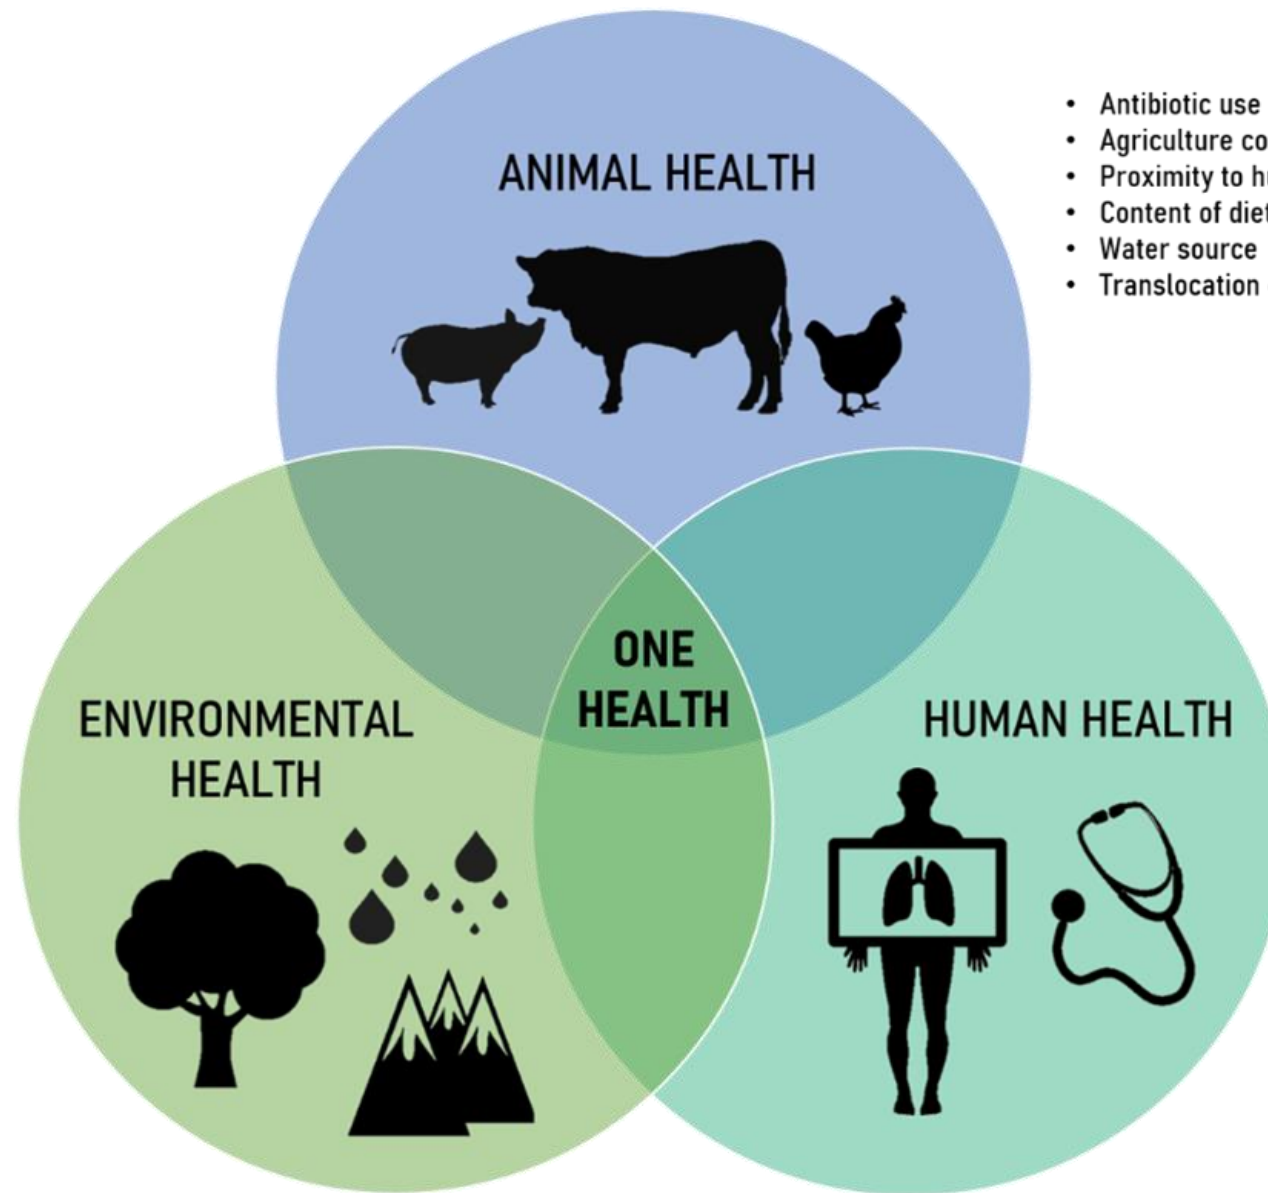 ANIMAL HEALTH
• Antibiotic use
• Agriculture
• Proximity to
• Content of
• Water source
• Translocation
ONE
HEALTH
ENVIRONMENTAL
HEALTH
HUMAN HEALTH